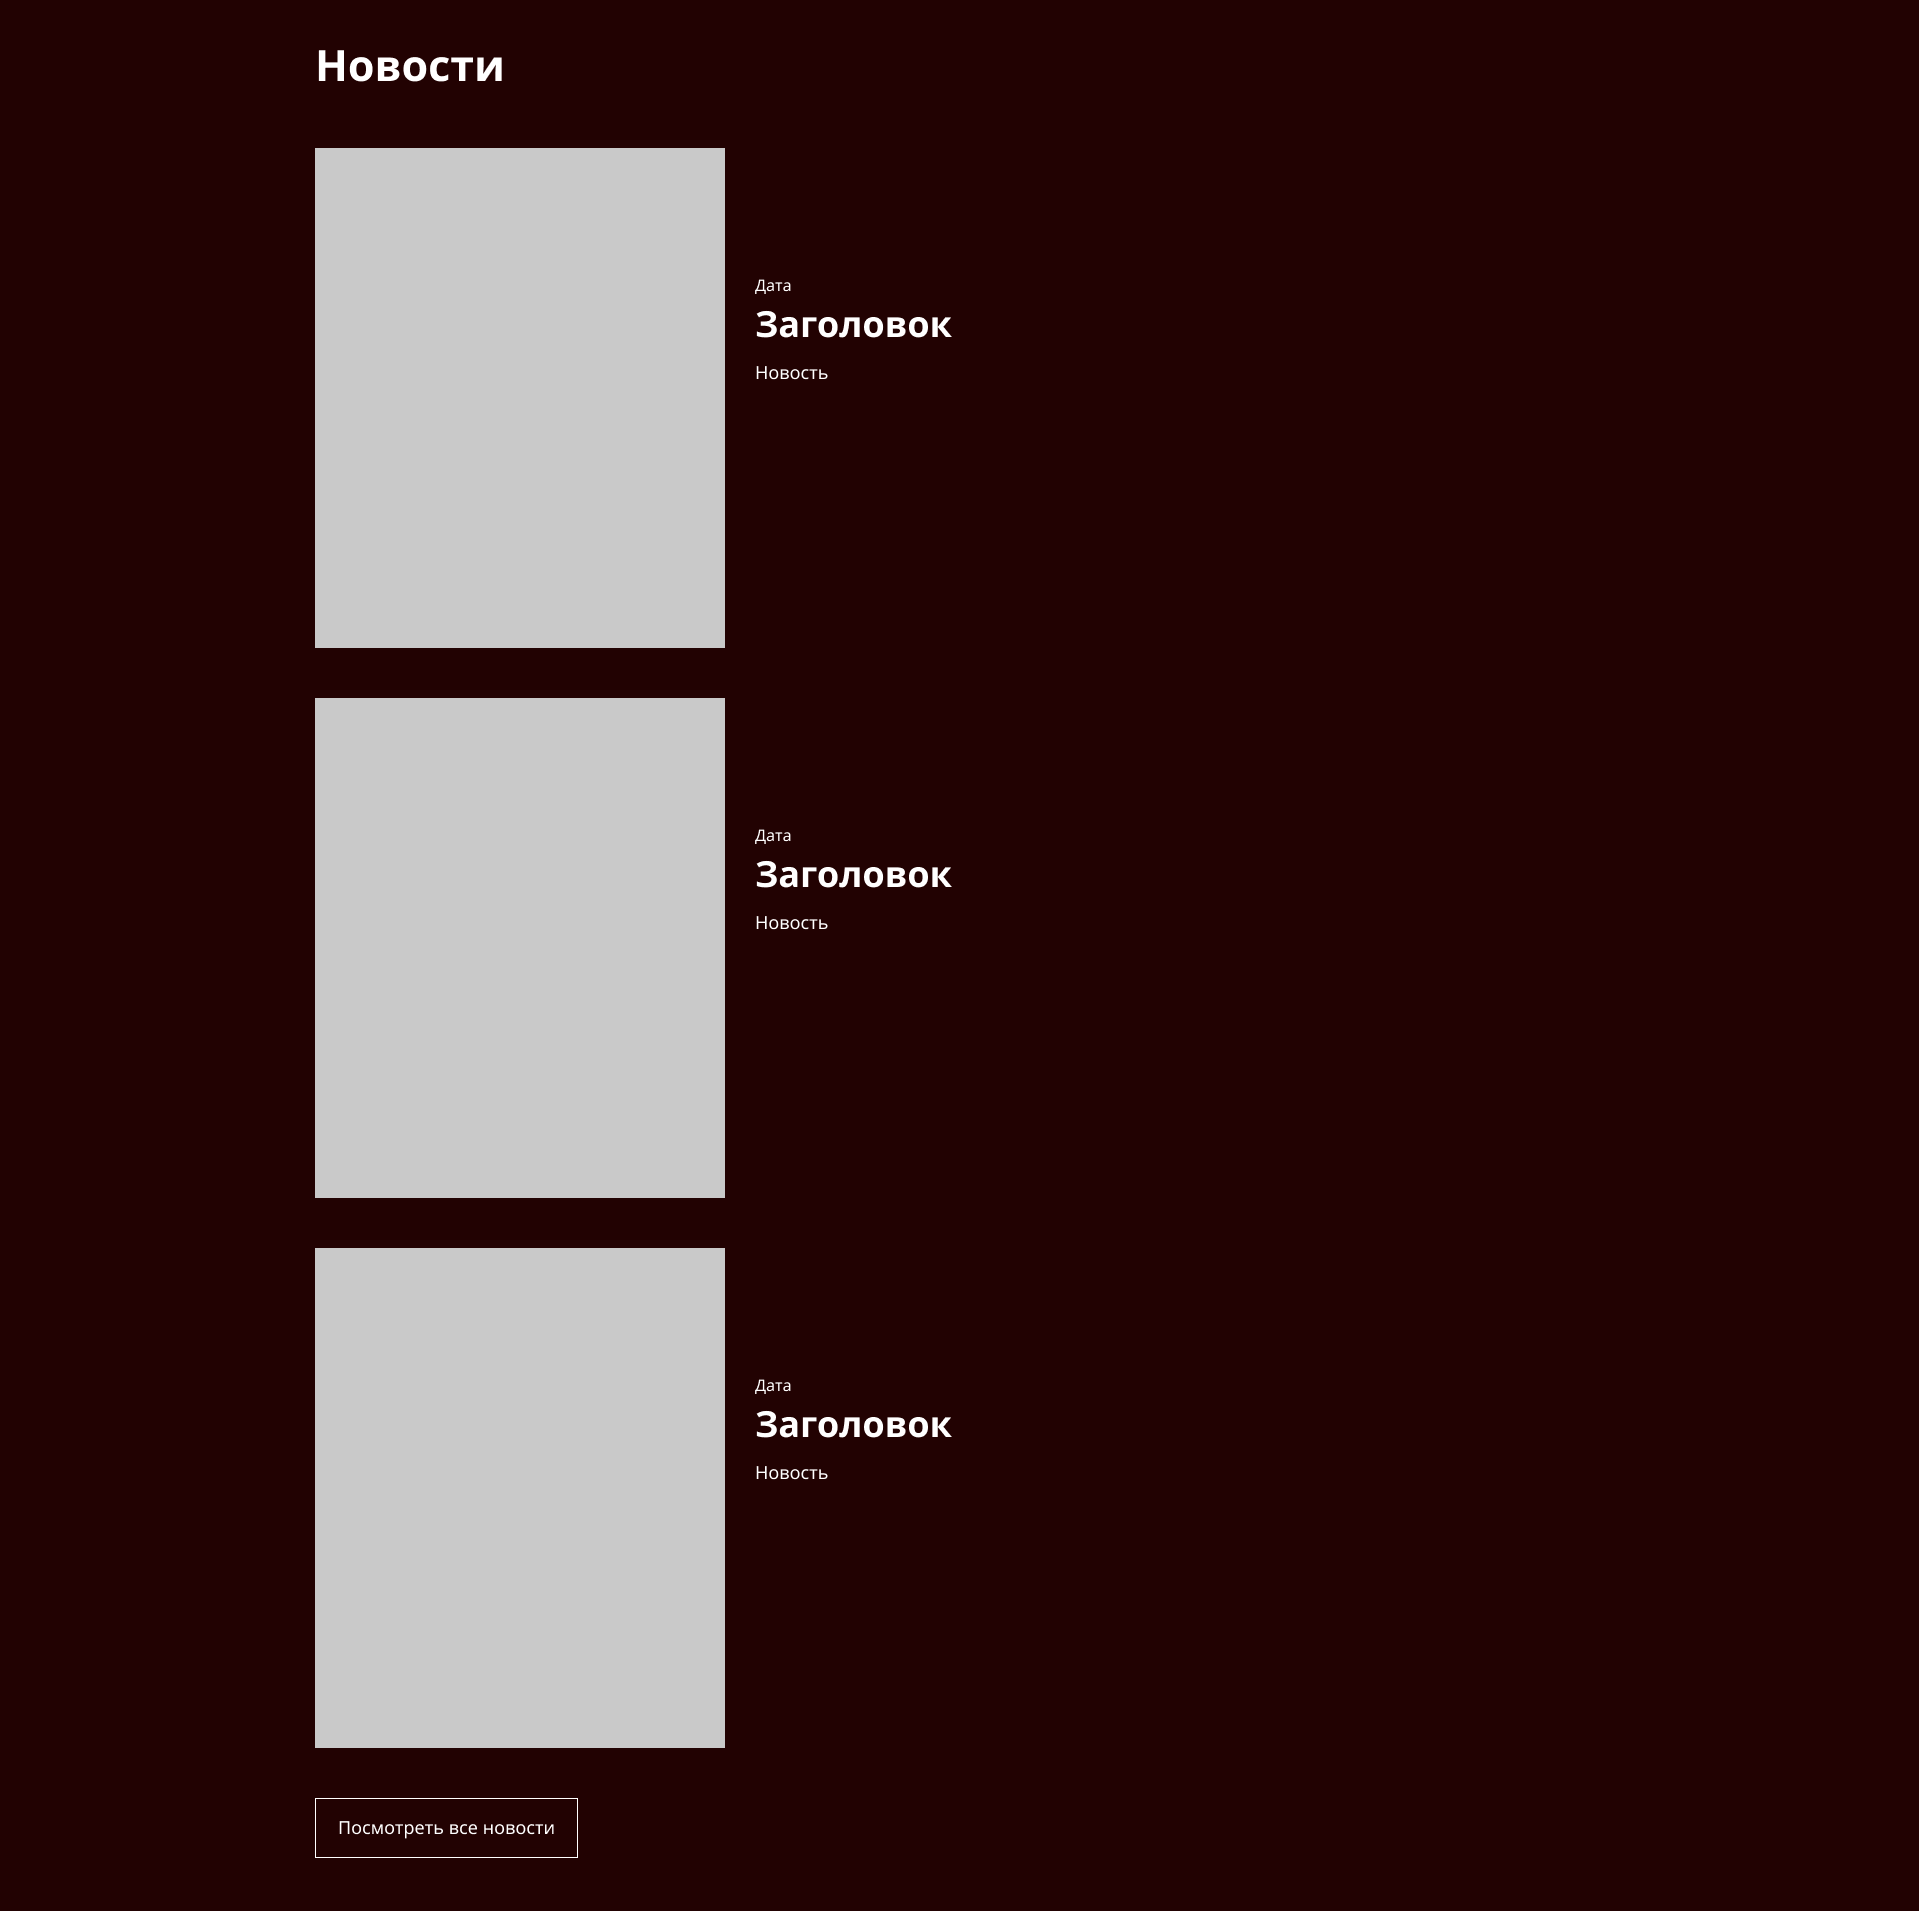 Новости
Дата
Заголовок
Новость
Дата
Заголовок
Новость
Дата
Заголовок
Новость
Посмотреть все новости